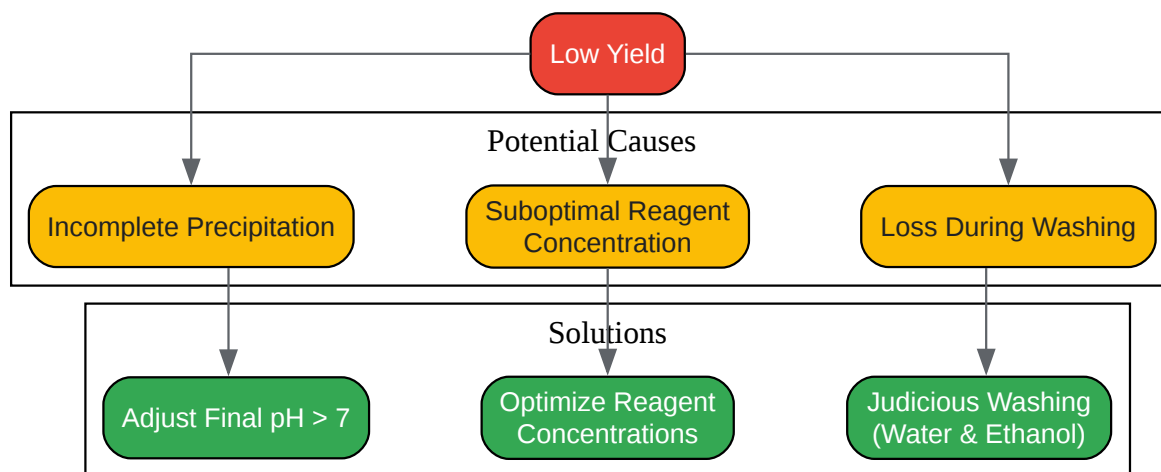 Low Yield
Potential Causes
Incomplete Precipitation
Suboptimal Reagent
Concentration
Loss During Washing
Solutions
Adjust Final pH > 7
Optimize Reagent
Concentrations
Judicious Washing
(Water & Ethanol)